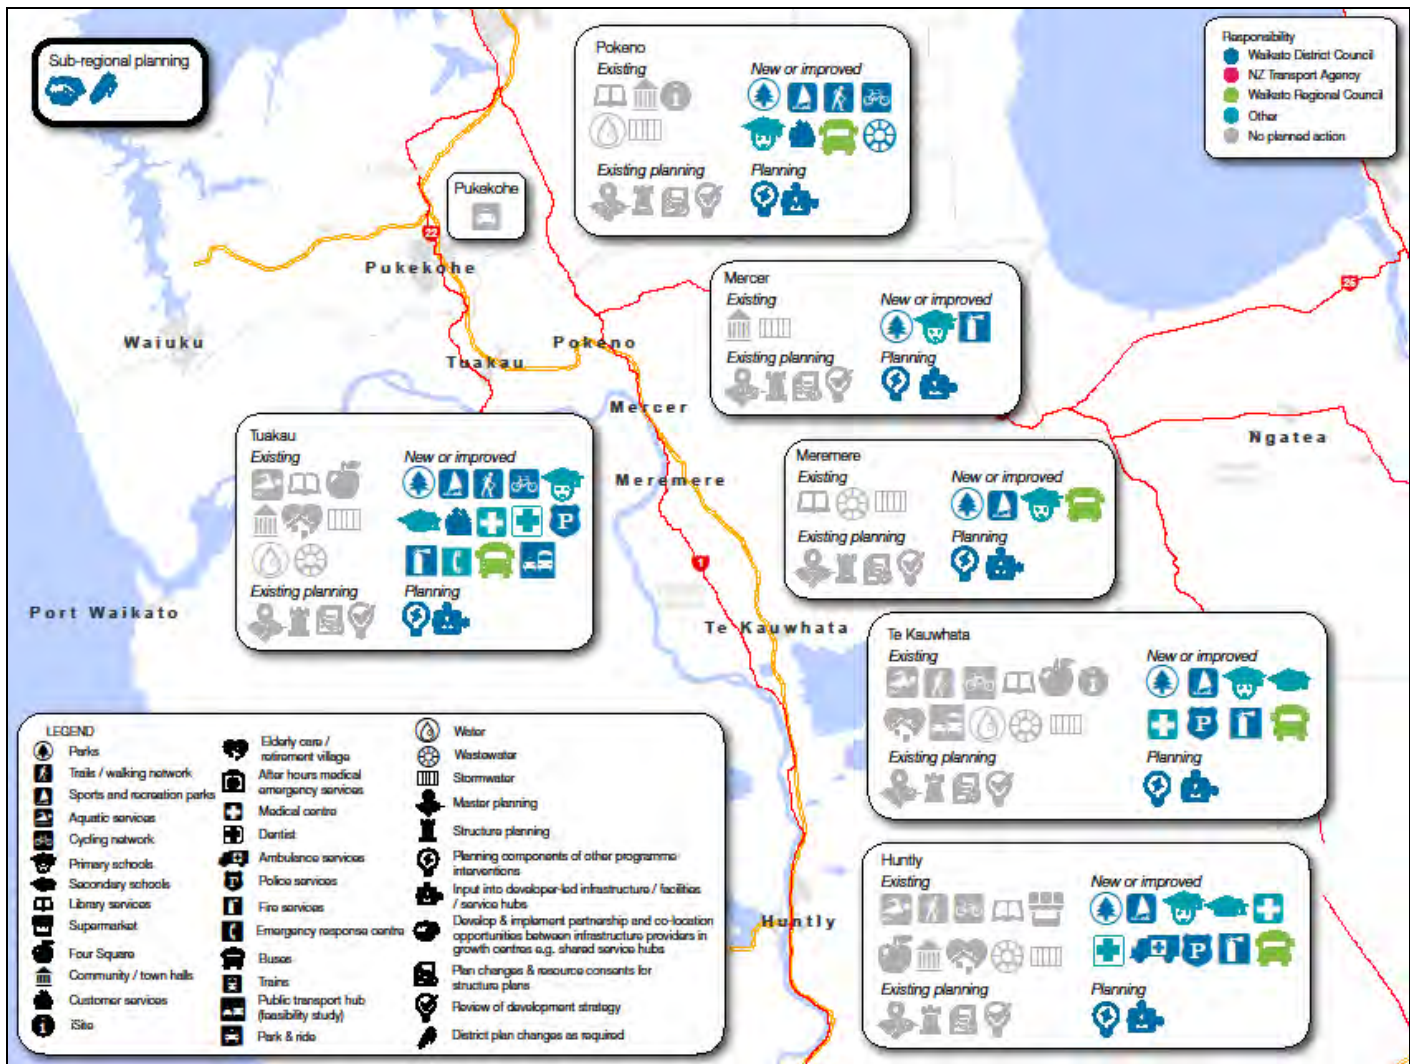 Sub-regional planning
Responsibility
Waikato District Council
NZ Transport Agency
Waikato Regional Council
Other
No planned action
Pokeno
Existing
New or improved
Existing planning
Planning
Pukekohe
22
Pukekohe
25
Mercer
Existing
New or improved
Existing planning
Planning
Waiuku
Tuakau
Pokeno
Mercer
Ngatea
Tuakau
Existing
New or improved
P
Existing planning
Planning
Meremere
Meremere
Existing
New or improved
Existing planning
Planning
1
Port Waikato
Te Kauwhata
Te Kauwhata
Existing
New or improved
P
Existing planning
Planning
Huntly
Huntly
Existing
New or improved
P
Existing planning
Planning
LEGEND
Parks
Trails / walking network
Sports and recreation parks
Aquatic services
Cycling network
Primary schools
Secondary schools
Library services
Supermarket
Four Square
Community / town halls
Customer services
iSite
Elderly care /
retirement village
After hours medical
emergency services
Medical centre
Dentist
Ambulance services
Police services
Fire services
Emergency response centre
Buses
Trains
Public transport hub
(feasibility study)
Park & ride
Water
Wastewater
Stormwater
Master planning
Structure planning
Planning components of other programme
interventions
Input into developer-led infrastructure / facilities
/ service hubs
Develop & implement partnership and co-location
opportunities between infrastructure providers in
growth centres e.g. shared service hubs
Plan changes & resource consents for
structure plans
Review of development strategy
District plan changes as required